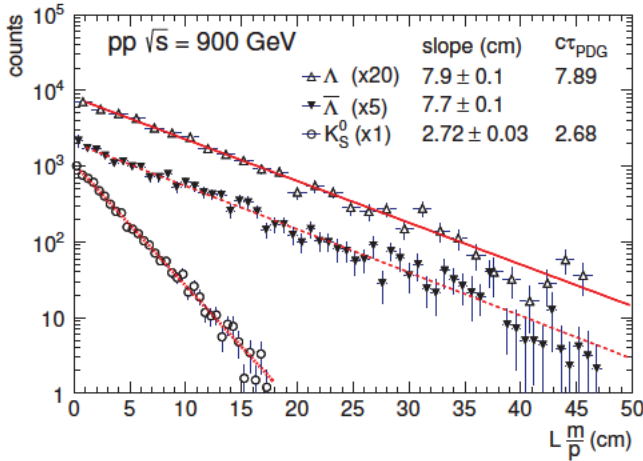 counts
pp √s = 900 GeV
slope (cm) cτ_PDG
Λ (x20) 7.9 ± 0.1 7.89
Λ̅ (x5) 7.7 ± 0.1
K⁰_S (x1) 2.72 ± 0.03 2.68
10⁵
10⁴
10³
10²
10
1
0 5 10 15 20 25 30 35 40 45 50
L m/p (cm)